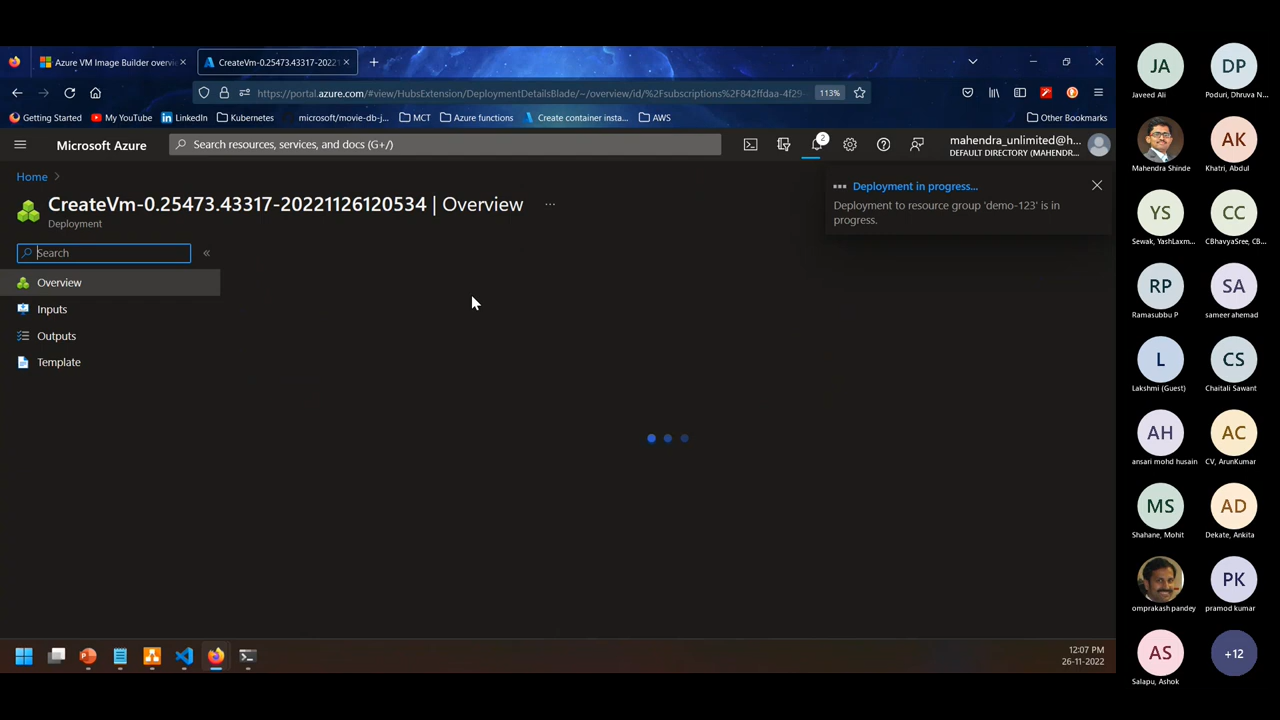 Azure VM Image Builder overvi
CreateVm-0.25473.43317-202211
https://portal.azure.com/#view/HubsExtension/DeploymentDetailsBlade/~/overview/id/%2Fsubscriptions%2F842ffdaa-4f29-
113%
Getting Started
My YouTube
LinkedIn
Kubernetes
microsoft/movie-db-j...
MCT
Azure functions
Create container insta...
AWS
Other Bookmarks
Microsoft Azure
Search resources, services, and docs (G+/)
2
mahendra_unlimited@h...
DEFAULT DIRECTORY (MAHENDR...
Home
CreateVm-0.25473.43317-20221126120534 | Overview
...
Deployment
Deployment in progress...
Deployment to resource group 'demo-123' is in
progress.
Search
«
Overview
Inputs
Outputs
Template
12:07 PM
26-11-2022
JA
Javeed Ali
DP
Poduri, Dhruva N...
Mahendra Shinde
AK
Khatri, Abdul
YS
Sewak, YashLaxm...
CC
CBhavyaSree, CB...
RP
Ramasubbu P
SA
sameer ahemad
L
Lakshmi (Guest)
CS
Chaitali Sawant
AH
ansari mohd husain
AC
CV, ArunKumar
MS
Shahane, Mohit
AD
Dekate, Ankita
omprakash pandey
PK
pramod kumar
AS
Salapu, Ashok
+12